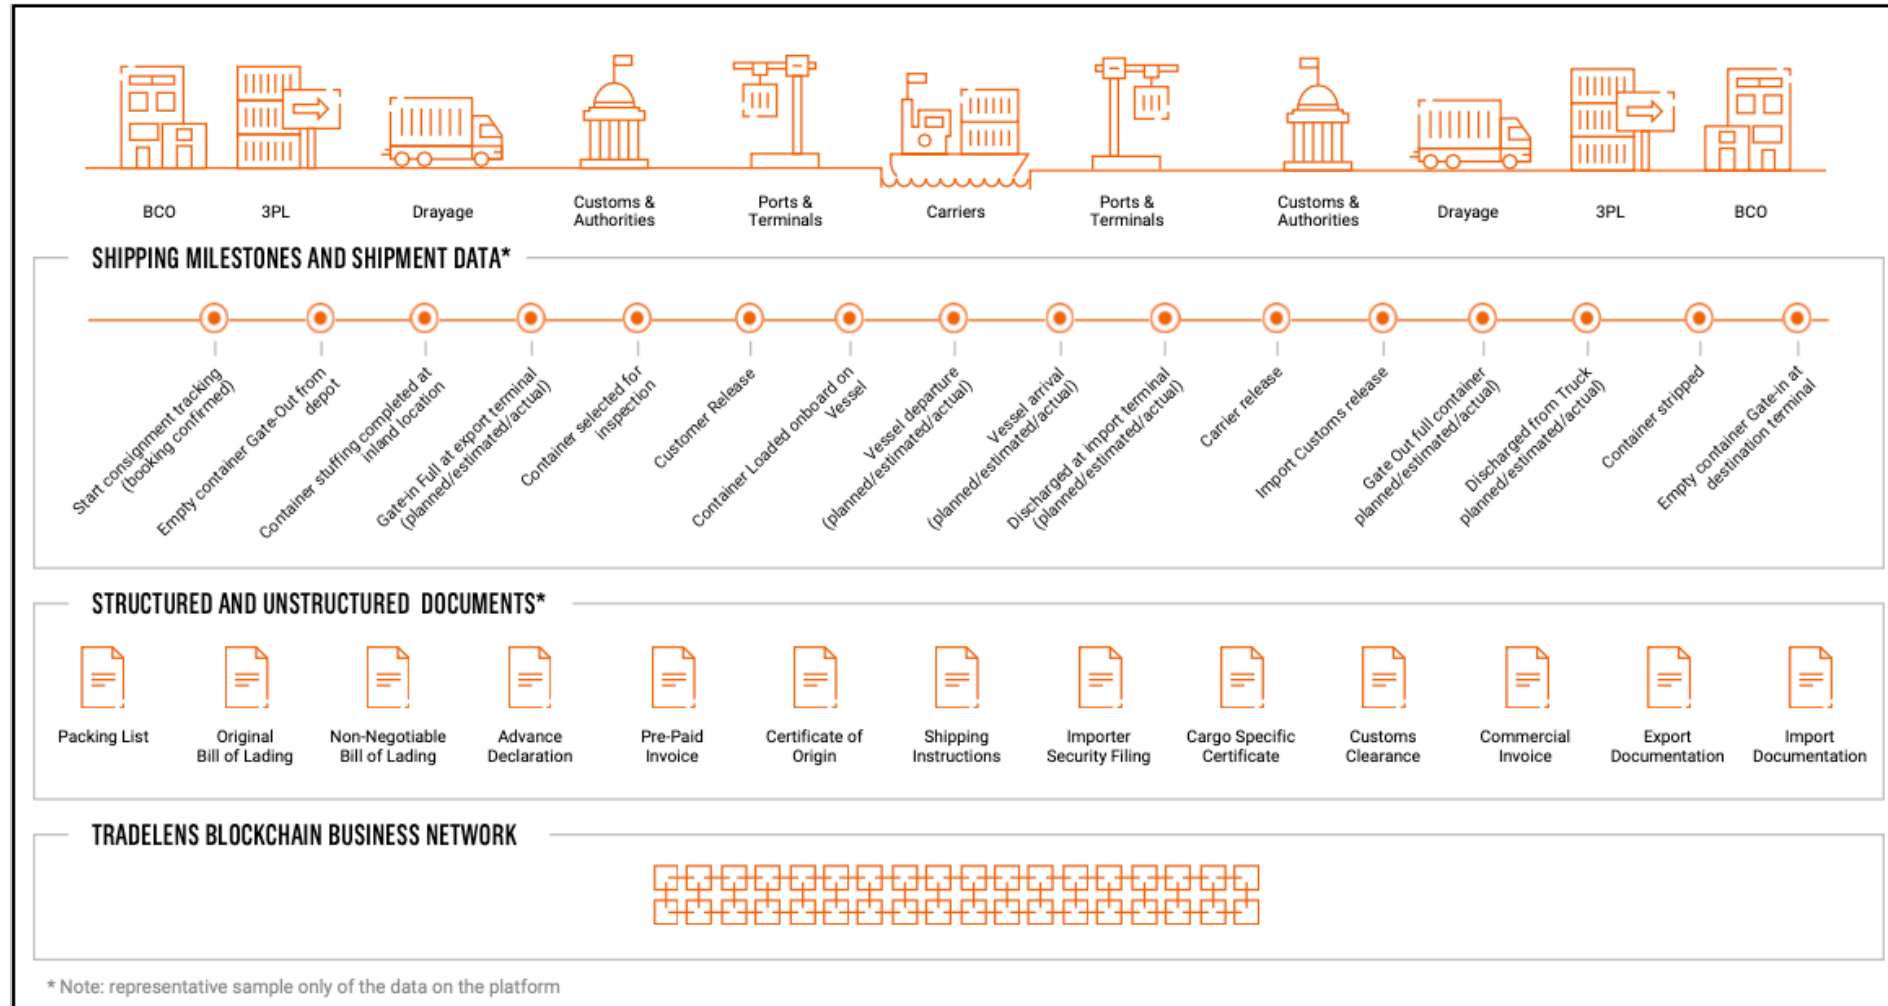 BCO
3PL
Drayage
Customs &
Authorities
Ports &
Terminals
Carriers
Ports &
Terminals
Customs &
Authorities
Drayage
3PL
BCO
SHIPPING MILESTONES AND SHIPMENT DATA*
Start consignment tracking
(booking confirmed)
Empty container Gate-Out from
depot
Container stuffing completed at
inland location
Gate-in Full at export terminal
(planned/estimated/actual)
Container selected for
inspection
Customer Release
Container Loaded onboard on
Vessel
Vessel departure
(planned/estimated/actual)
Vessel arrival
(planned/estimated/actual)
Discharged at import terminal
(planned/estimated/actual)
Carrier release
Import Customs release
Gate Out full container
planned/estimated/actual)
Discharged from Truck
planned/estimated/actual)
Container stripped
Empty container Gate-in at
destination terminal
STRUCTURED AND UNSTRUCTURED DOCUMENTS*
Packing List
Original
Bill of Lading
Non-Negotiable
Bill of Lading
Advance
Declaration
Pre-Paid
Invoice
Certificate of
Origin
Shipping
Instructions
Importer
Security Filing
Cargo Specific
Certificate
Customs
Clearance
Commercial
Invoice
Export
Documentation
Import
Documentation
TRADELENS BLOCKCHAIN BUSINESS NETWORK
* Note: representative sample only of the data on the platform